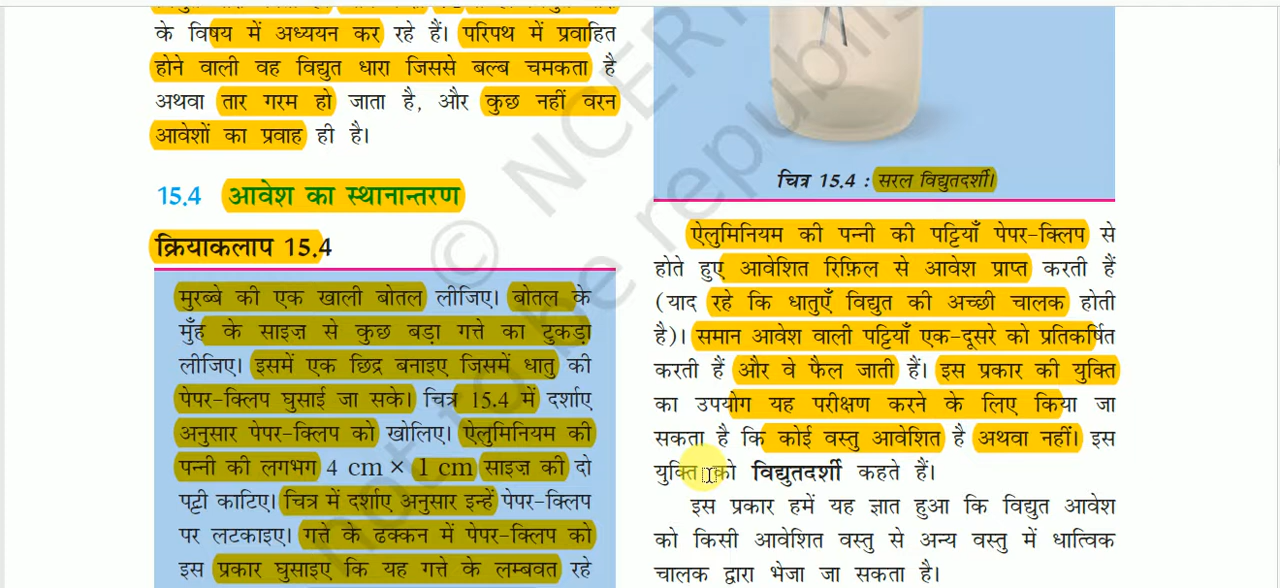 के विषय में अध्ययन कर रहे हैं। परिपथ में प्रवाहित
होने वाली वह विद्युत धारा जिससे बल्ब चमकता है
अथवा तार गरम हो जाता है, और कुछ नहीं वरन
आवेशों का प्रवाह ही है।
15.4 आवेश का स्थानान्तरण
क्रियाकलाप 15.4
मुरब्बे की एक खाली बोतल लीजिए। बोतल के
मुँह के साइज़ से कुछ बड़ा गत्ते का टुकड़ा
लीजिए। इसमें एक छिद्र बनाइए जिसमें धातु की
पेपर-क्लिप घुसाई जा सके। चित्र 15.4 में दर्शाए
अनुसार पेपर-क्लिप को खोलिए। ऐलुमिनियम की
पन्नी की लगभग 4 cm × 1 cm साइज़ की दो
पट्टी काटिए। चित्र में दर्शाए अनुसार इन्हें पेपर-क्लिप
पर लटकाइए। गत्ते के ढक्कन में पेपर-क्लिप को
इस प्रकार घुसाइए कि यह गत्ते के लम्बवत रहे
चित्र 15.4 : सरल विद्युतदर्शी।
ऐलुमिनियम की पन्नी की पट्टियाँ पेपर-क्लिप से
होते हुए आवेशित रिफ़िल से आवेश प्राप्त करती हैं
(याद रहे कि धातुएँ विद्युत की अच्छी चालक होती
है)। समान आवेश वाली पट्टियाँ एक-दूसरे को प्रतिकर्षित
करती हैं और वे फैल जाती हैं। इस प्रकार की युक्ति
का उपयोग यह परीक्षण करने के लिए किया जा
सकता है कि कोई वस्तु आवेशित है अथवा नहीं। इस
युक्ति को विद्युतदर्शी कहते हैं।
इस प्रकार हमें यह ज्ञात हुआ कि विद्युत आवेश
को किसी आवेशित वस्तु से अन्य वस्तु में धात्विक
चालक द्वारा भेजा जा सकता है।
© NCERT
not to be republis